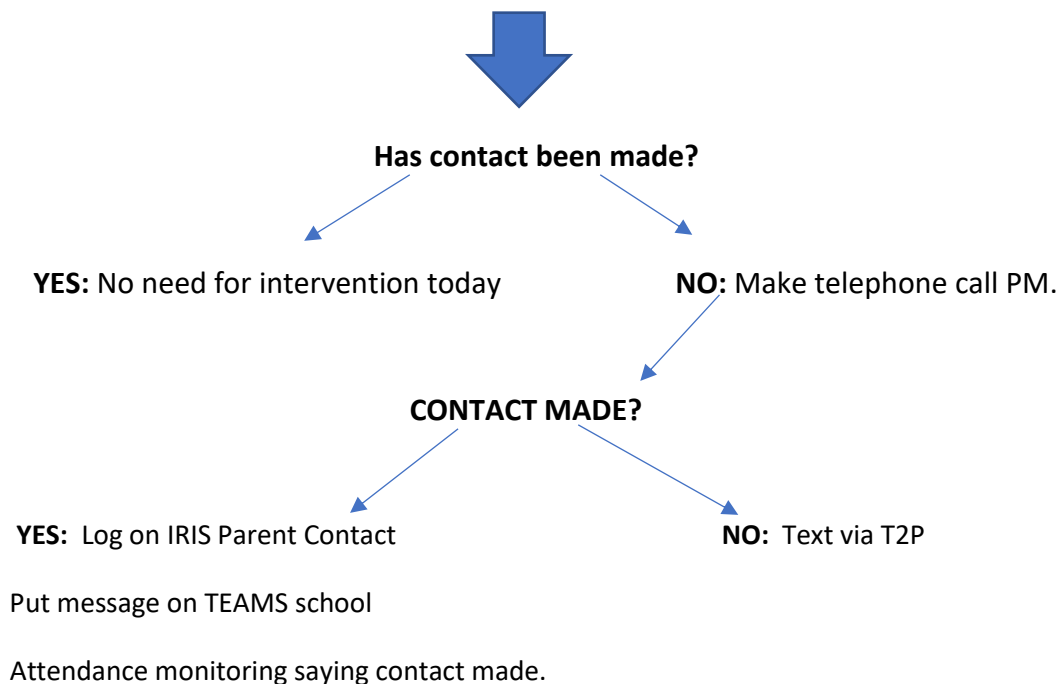 Has contact been made?
YES: No need for intervention today
NO: Make telephone call PM.
CONTACT MADE?
YES: Log on IRIS Parent Contact
NO: Text via T2P
Put message on TEAMS school
Attendance monitoring saying contact made.